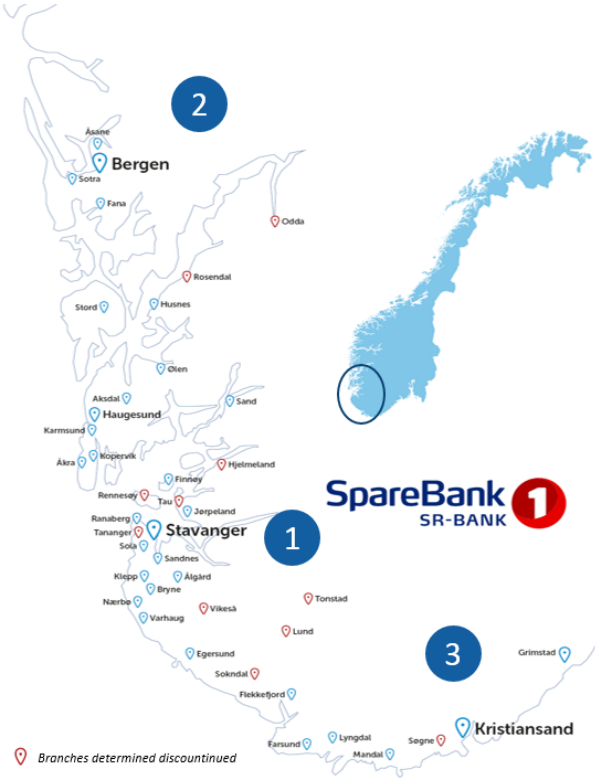 2
Åsane
Bergen
Sotra
Fana
Odda
Rosendal
Stord
Husnes
Ølen
Aksdal
Sand
Haugesund
Karmsund
Åkra
Kopervik
Hjelmeland
Finnøy
Rennesøy
Tau
Jørpeland
SpareBank 1
SR-BANK
Ranaberg
Stavanger
1
Tananger
Sola
Sandnes
Klepp
Ålgård
Bryne
Nærbø
Vikeså
Tonstad
Varhaug
Lund
Egersund
3
Grimstad
Sokndal
Flekkefjord
Kristiansand
Farsund
Lyngdal
Søgne
Mandal
Branches determined discountinued